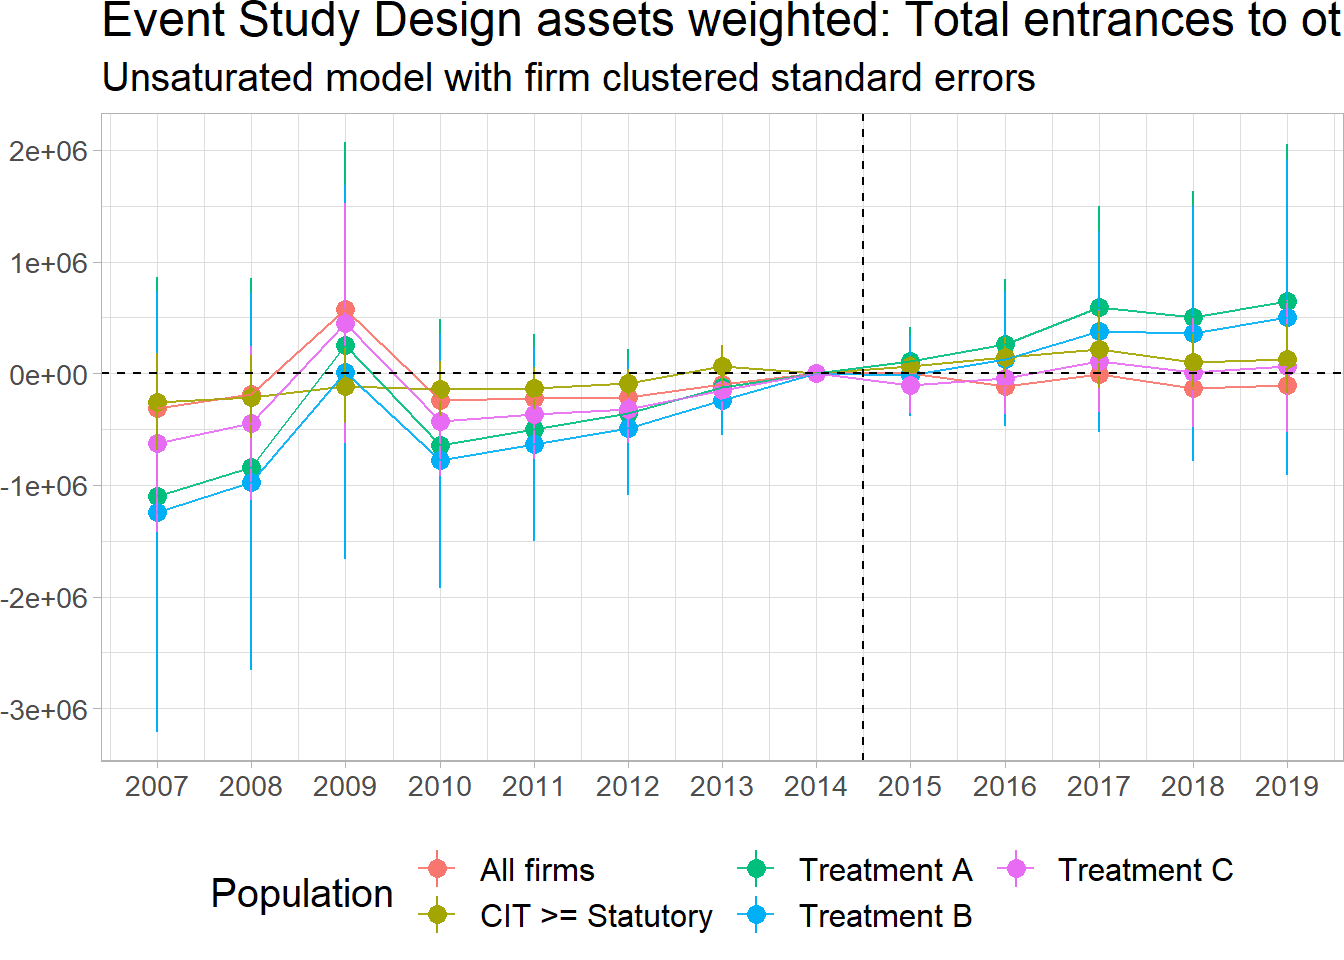 Event Study Design assets weighted: Total entrances to ot
Unsaturated model with firm clustered standard errors
2e+06
1e+06
0e+00
-1e+06
-2e+06
-3e+06
2007 2008 2009 2010 2011 2012 2013 2014 2015 2016 2017 2018 2019
Population
All firms Treatment A Treatment C
CIT >= Statutory Treatment B